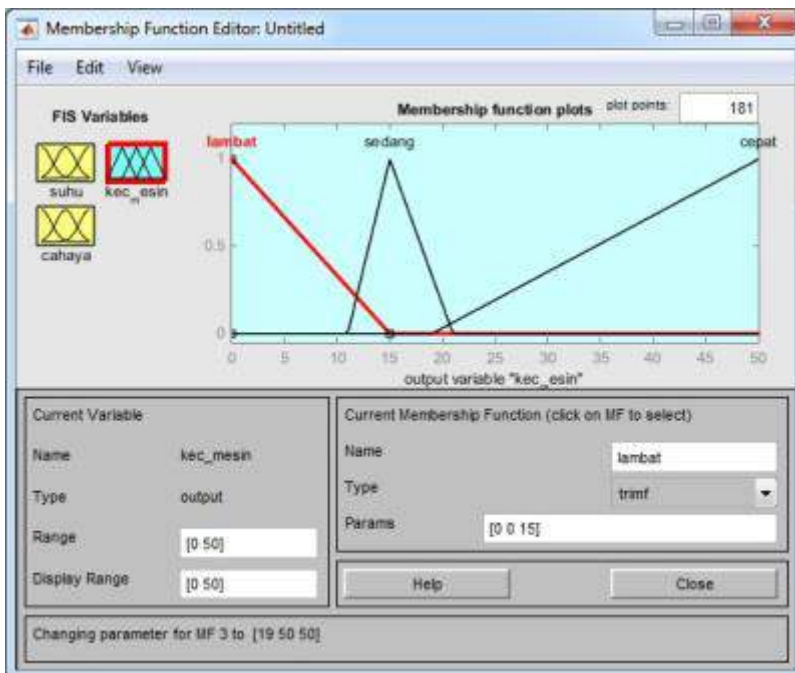 Membership Function Editor: Untitled
File Edit View
FIS Variables
suhu
kec_mesin
cahaya
Membership function plots
plot points:
181
lambat
sedang
cepat
1
0.5
0
0 5 10 15 20 25 30 35 40 45 50
output variable "kec_mesin"
Current Variable
Name kec_mesin
Type output
Range [0 50]
Display Range [0 50]
Current Membership Function (click on MF to select)
Name lambat
Type trimf
Params [0 0 15]
Help Close
Changing parameter for MF 3 to [19 50 50]